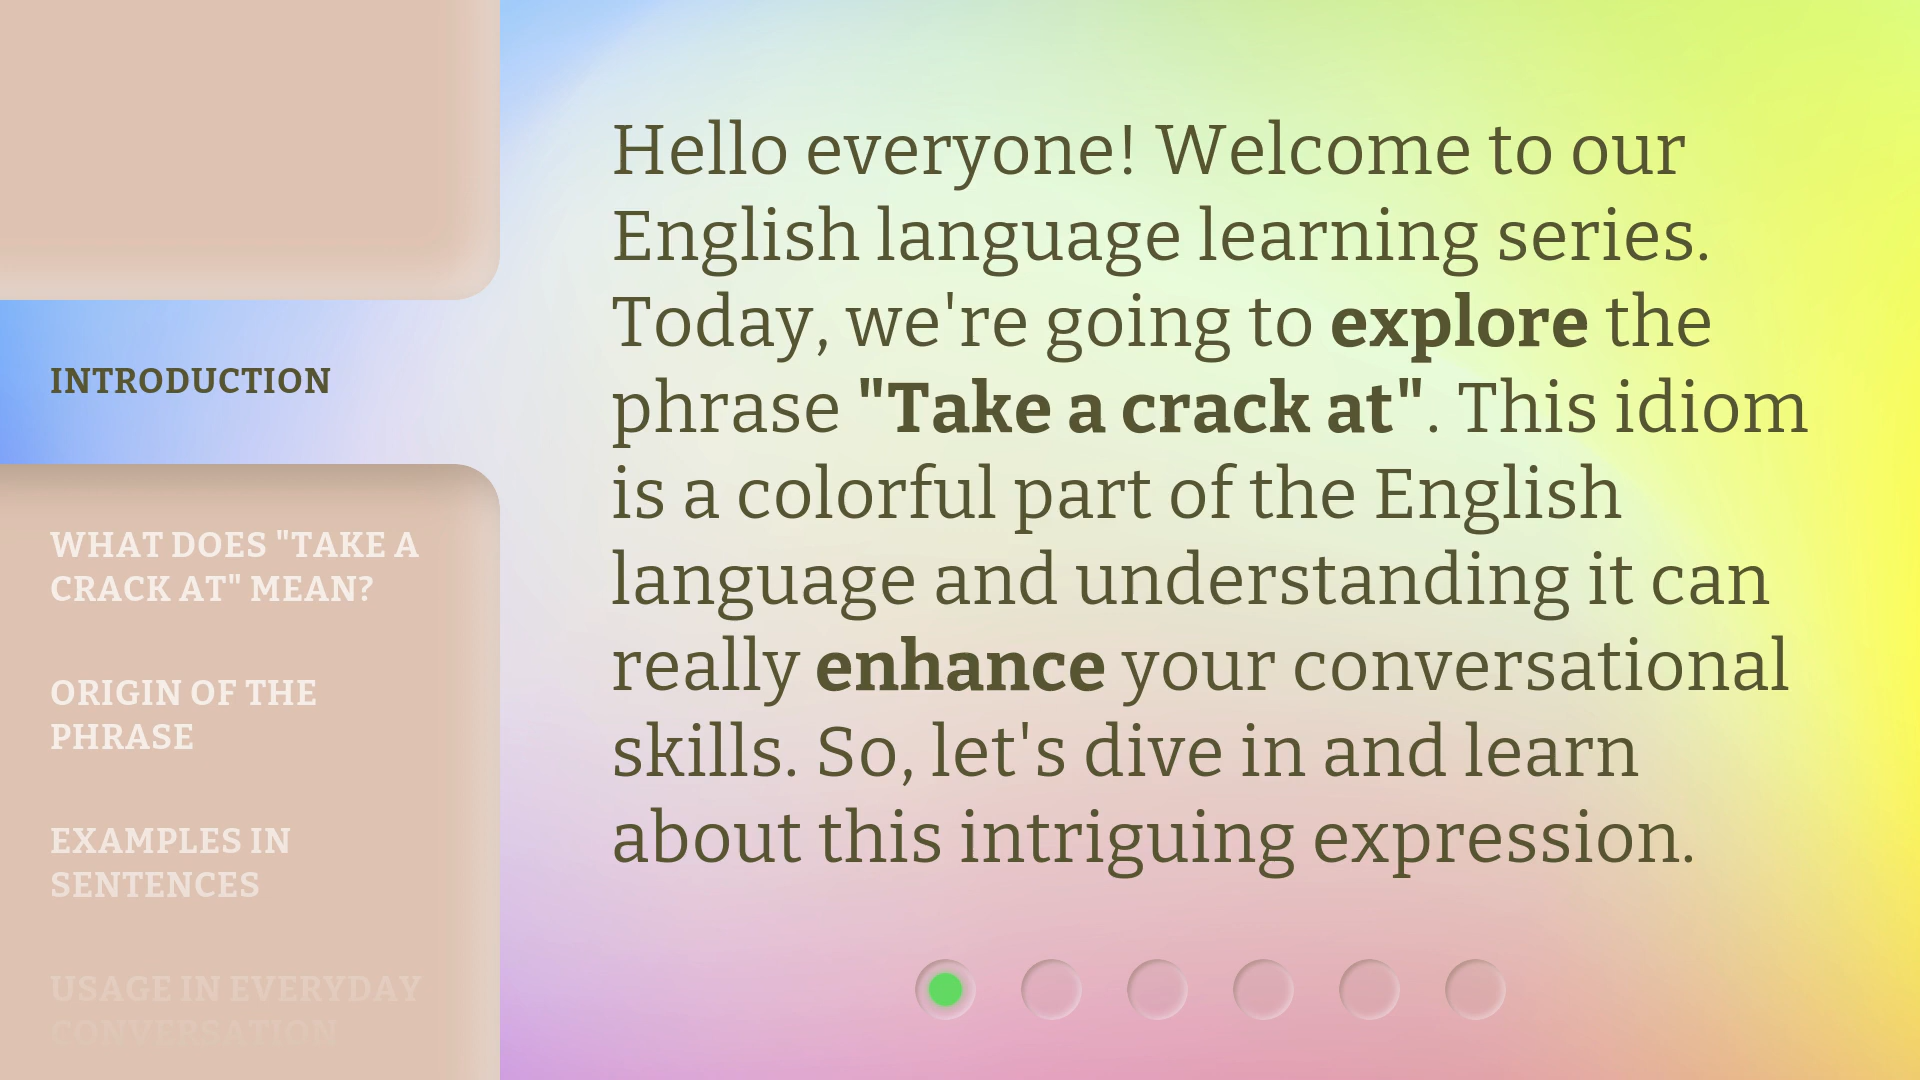 INTRODUCTION
WHAT DOES "TAKE A
CRACK AT" MEAN?
ORIGIN OF THE
PHRASE
EXAMPLES IN
SENTENCES
USAGE IN EVERYDAY
CONVERSATION
Hello everyone! Welcome to our
English language learning series.
Today, we're going to explore the
phrase "Take a crack at". This idiom
is a colorful part of the English
language and understanding it can
really enhance your conversational
skills. So, let's dive in and learn
about this intriguing expression.